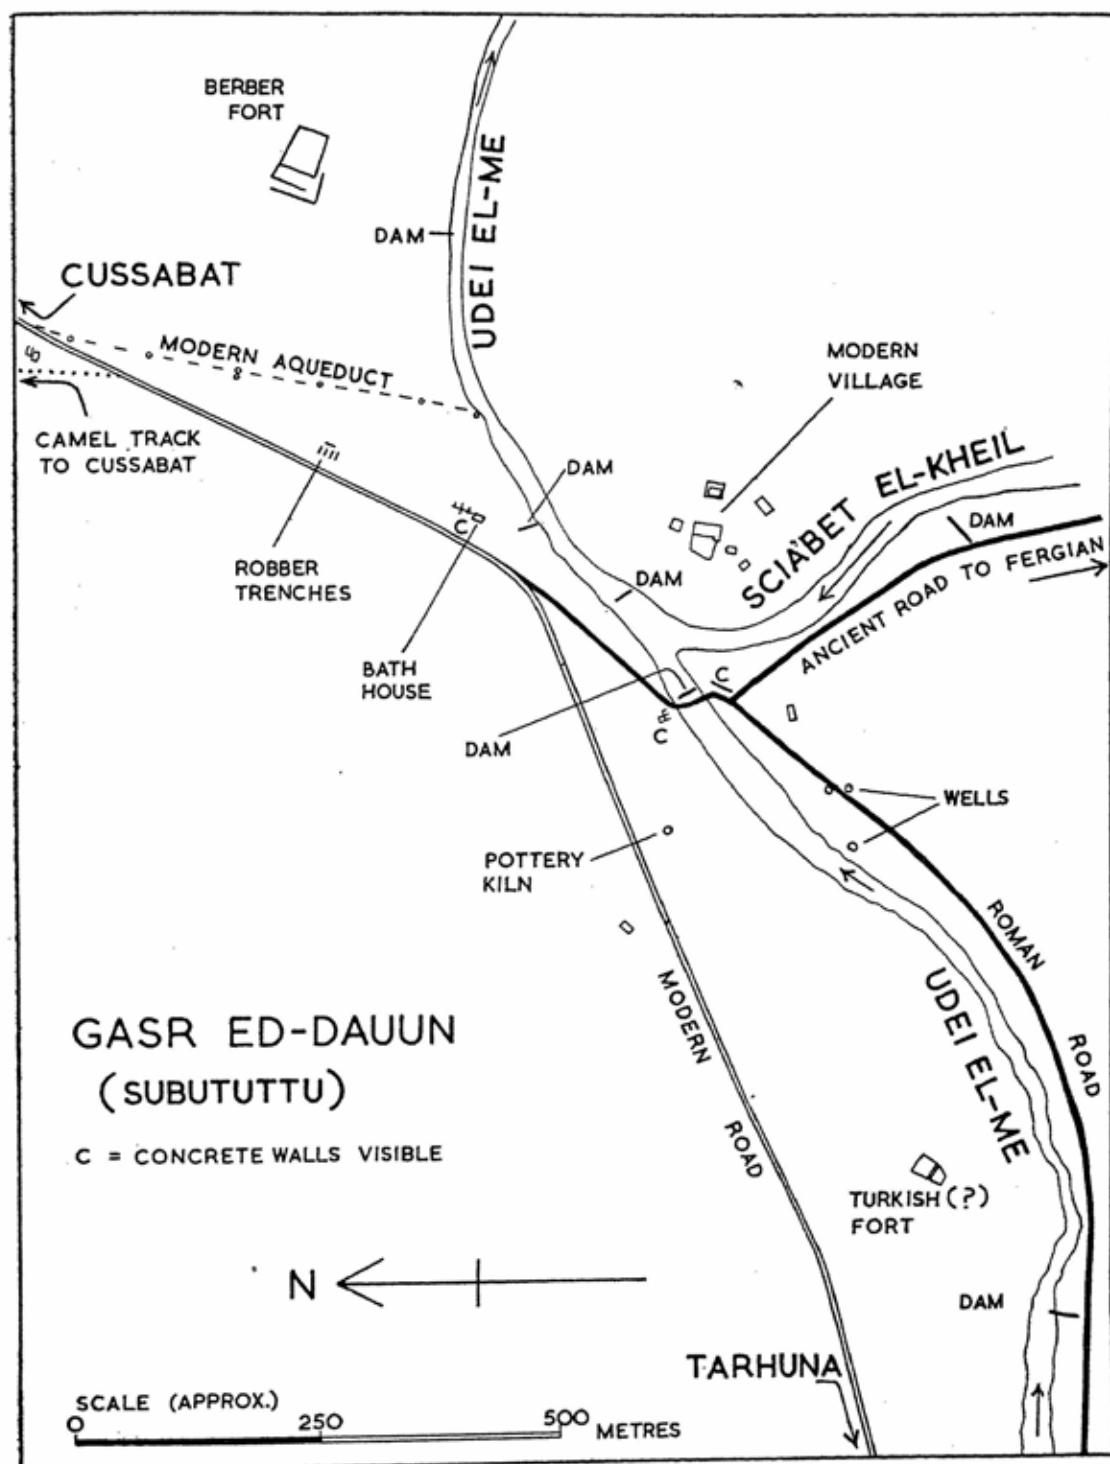 BERBER
FORT
UDEI EL-ME
DAM
CUSSABAT
MODERN AQUEDUCT
MODERN
VILLAGE
CAMEL TRACK
TO CUSSABAT
DAM
SCIÀBET EL-KHEIL
DAM
ROBBER
TRENCHES
C
DAM
ANCIENT ROAD TO FERGIAN
BATH
HOUSE
C
C
DAM
WELLS
POTTERY
KILN
ROMAN ROAD
UDEI EL-ME
MODERN ROAD
GASR ED-DAUUN
(SUBUTUTTU)
C = CONCRETE WALLS VISIBLE
TURKISH (?)
FORT
N
DAM
TARHUNA
SCALE (APPROX.)
0 250 500 METRES